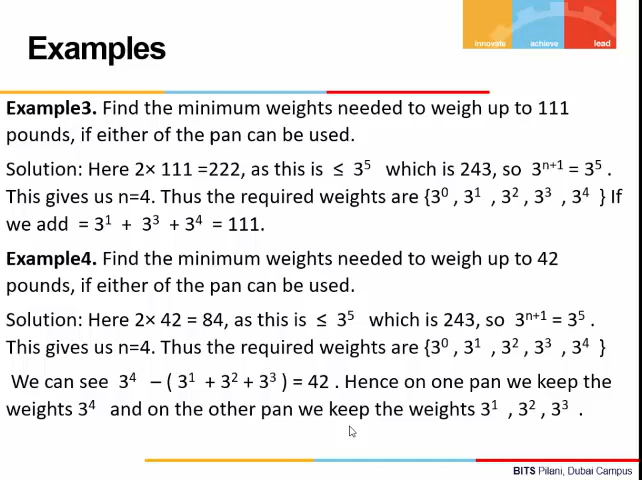 innovate achieve lead
Examples
Example3. Find the minimum weights needed to weigh up to 111
pounds, if either of the pan can be used.
Solution: Here 2× 111 =222, as this is ≤ 3⁵ which is 243, so 3ⁿ⁺¹ = 3⁵ .
This gives us n=4. Thus the required weights are {3⁰ , 3¹ , 3² , 3³ , 3⁴ } If
we add = 3¹ + 3³ + 3⁴ = 111.
Example4. Find the minimum weights needed to weigh up to 42
pounds, if either of the pan can be used.
Solution: Here 2× 42 = 84, as this is ≤ 3⁵ which is 243, so 3ⁿ⁺¹ = 3⁵ .
This gives us n=4. Thus the required weights are {3⁰ , 3¹ , 3² , 3³ , 3⁴ }
We can see 3⁴ – ( 3¹ + 3² + 3³ ) = 42 . Hence on one pan we keep the
weights 3⁴ and on the other pan we keep the weights 3¹ , 3² , 3³ .
BITS Pilani, Dubai Campus